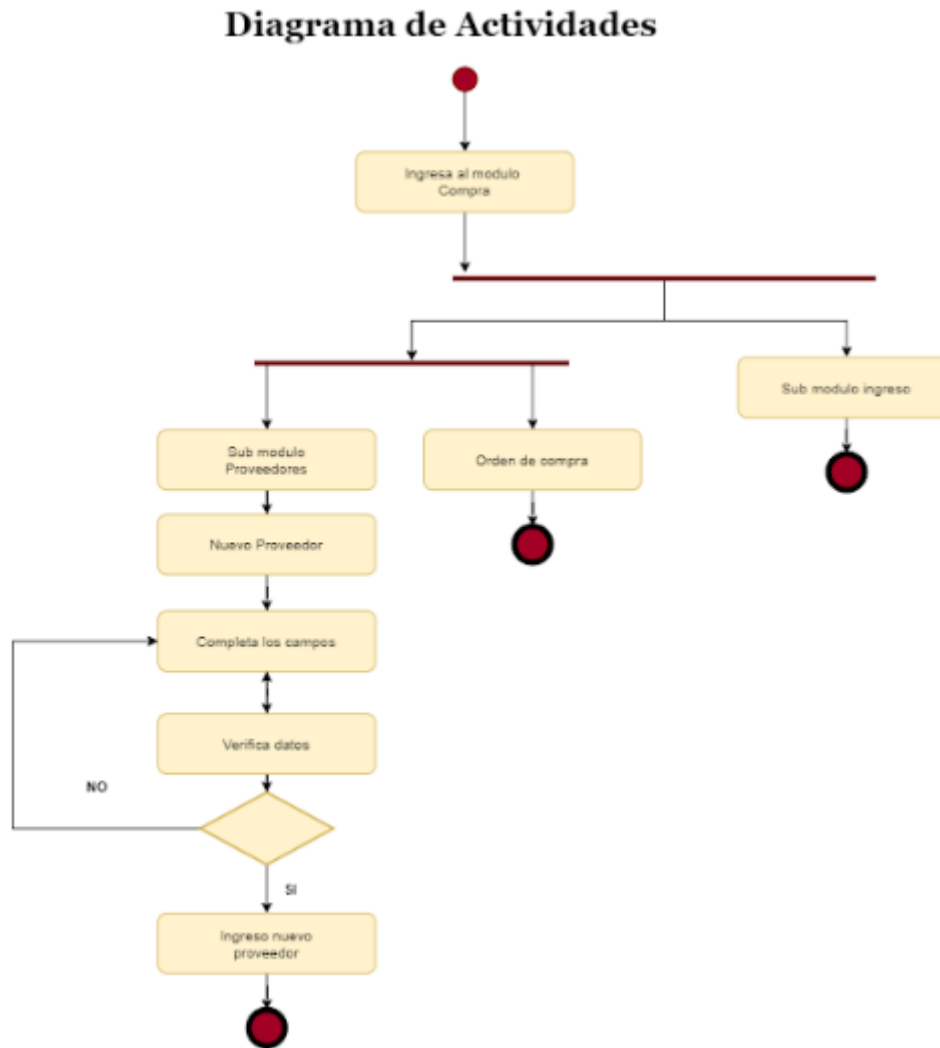 Diagrama de Actividades
Ingresa al modulo
Compra
Sub modulo ingreso
Sub modulo
Proveedores
Orden de compra
Nuevo Proveedor
Completa los campos
Verifica datos
NO
SI
Ingreso nuevo
proveedor